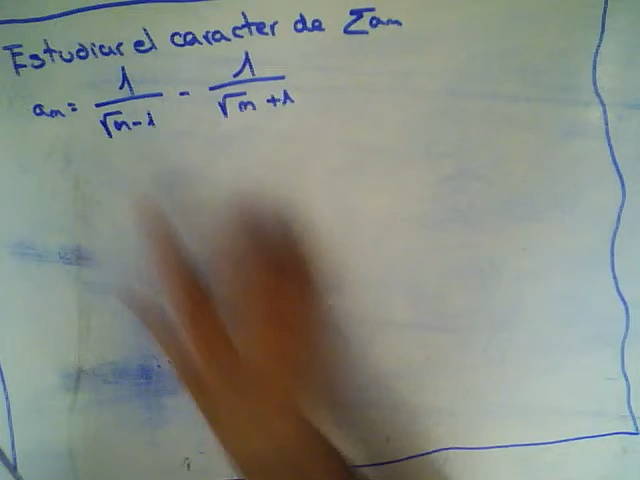 Estudiar el caracter de Σan
an = 1/(√n-1) - 1/(√n+1)